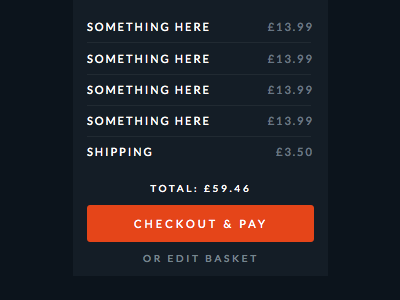 SOMETHING HERE £13.99
SOMETHING HERE £13.99
SOMETHING HERE £13.99
SOMETHING HERE £13.99
SHIPPING £3.50
TOTAL: £59.46
CHECKOUT & PAY
OR EDIT BASKET